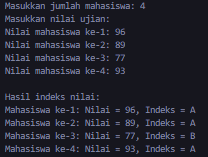 Masukkan jumlah mahasiswa: 4
Masukkan nilai ujian:
Nilai mahasiswa ke-1: 96
Nilai mahasiswa ke-2: 89
Nilai mahasiswa ke-3: 77
Nilai mahasiswa ke-4: 93

Hasil indeks nilai:
Mahasiswa ke-1: Nilai = 96, Indeks = A
Mahasiswa ke-2: Nilai = 89, Indeks = A
Mahasiswa ke-3: Nilai = 77, Indeks = B
Mahasiswa ke-4: Nilai = 93, Indeks = A